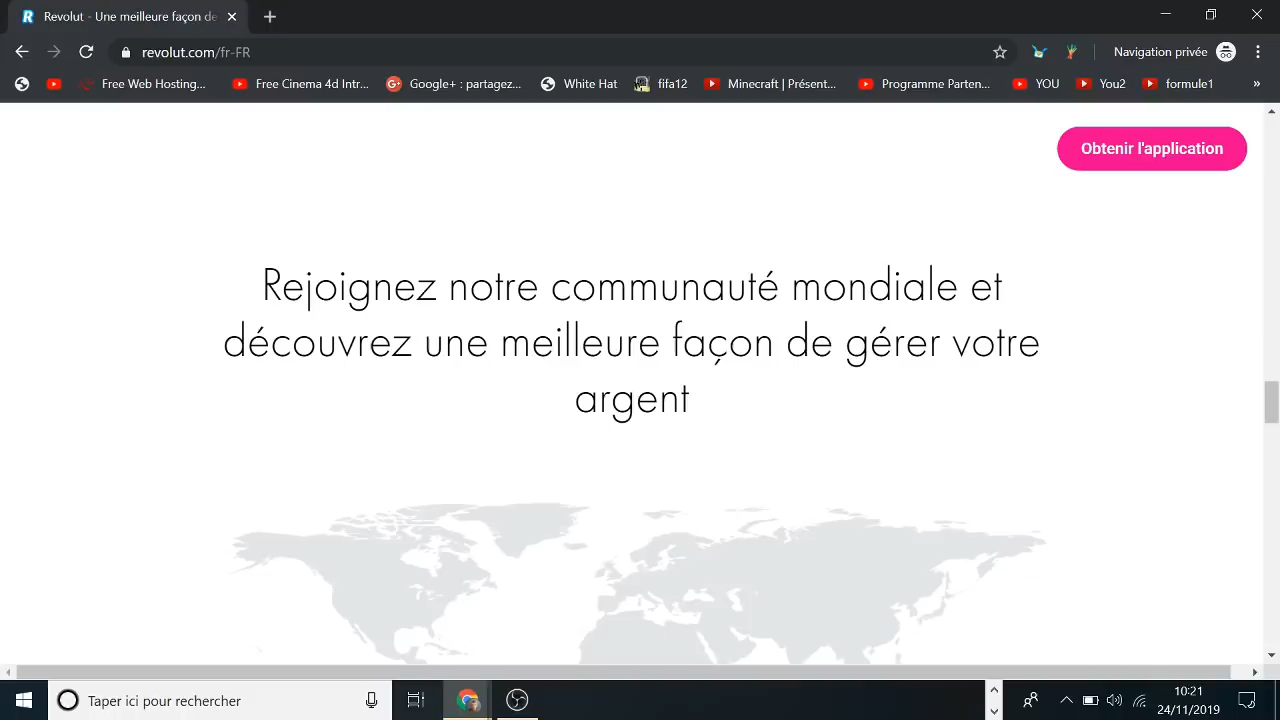 Revolut - Une meilleure façon de
revolut.com/fr-FR
Navigation privée
Free Web Hosting...
Free Cinema 4d Intr...
Google+ : partagez...
White Hat
fifa12
Minecraft | Présent...
Programme Parten...
YOU
You2
formule1
»
Obtenir l'application
Rejoignez notre communauté mondiale et
découvrez une meilleure façon de gérer votre
argent
Taper ici pour rechercher
10:21
24/11/2019